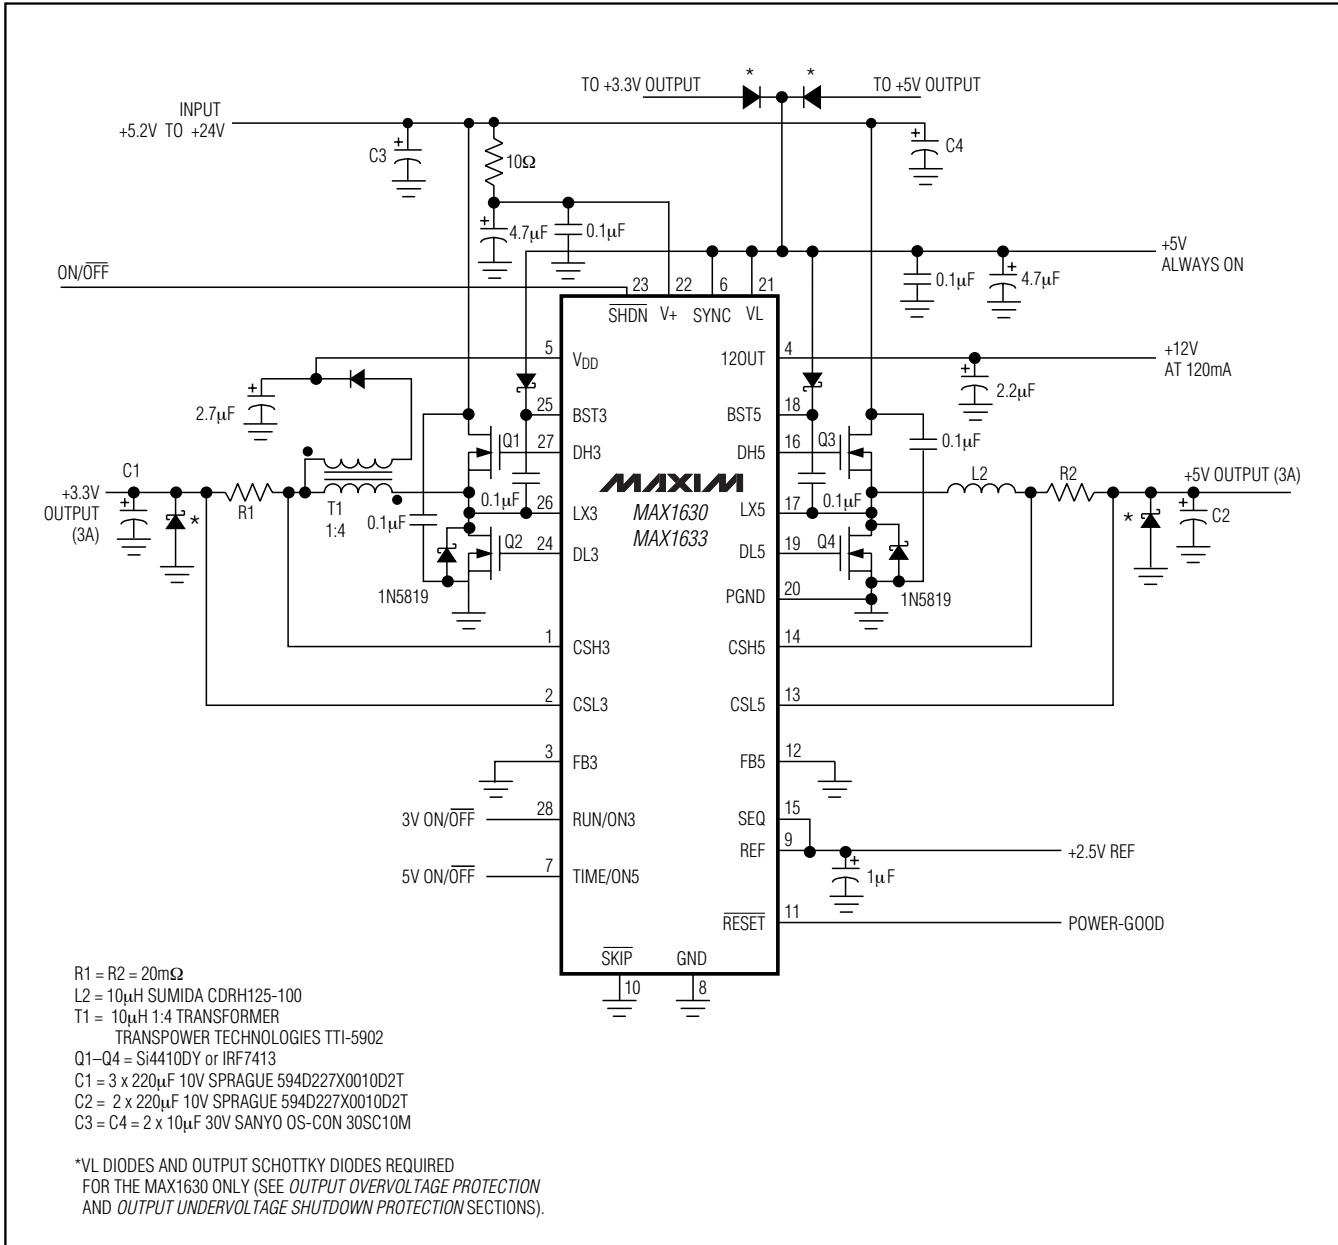 TO +3.3V OUTPUT
*
*
TO +5V OUTPUT
INPUT
+5.2V TO +24V
C3
+
10Ω
+
C4
+
4.7µF
0.1µF
ON/OFF
+5V
ALWAYS ON
0.1µF
+
4.7µF
23
22
6
21
SHDN
V+
SYNC
VL
5
VDD
12OUT
4
+12V
AT 120mA
+
2.7µF
+
2.2µF
25
BST3
BST5
18
Q1
27
DH3
DH5
16
Q3
0.1µF
C1
+3.3V
OUTPUT
(3A)
+
*
R1
T1
1:4
0.1µF
0.1µF
26
LX3
MAXIM
MAX1630
MAX1633
LX5
17
0.1µF
L2
R2
+5V OUTPUT (3A)
*
+
C2
Q2
24
DL3
DL5
19
Q4
1N5819
PGND
20
1N5819
1
CSH3
CSH5
14
2
CSL3
CSL5
13
3
FB3
FB5
12
3V ON/OFF
28
RUN/ON3
SEQ
15
REF
9
+2.5V REF
+
1µF
5V ON/OFF
7
TIME/ON5
RESET
11
POWER-GOOD
SKIP
GND
10
8
R1 = R2 = 20mΩ
L2 = 10µH SUMIDA CDRH125-100
T1 = 10µH 1:4 TRANSFORMER
TRANSPOWER TECHNOLOGIES TTI-5902
Q1–Q4 = Si4410DY or IRF7413
C1 = 3 x 220µF 10V SPRAGUE 594D227X0010D2T
C2 = 2 x 220µF 10V SPRAGUE 594D227X0010D2T
C3 = C4 = 2 x 10µF 30V SANYO OS-CON 30SC10M
*VL DIODES AND OUTPUT SCHOTTKY DIODES REQUIRED
FOR THE MAX1630 ONLY (SEE OUTPUT OVERVOLTAGE PROTECTION
AND OUTPUT UNDERVOLTAGE SHUTDOWN PROTECTION SECTIONS).